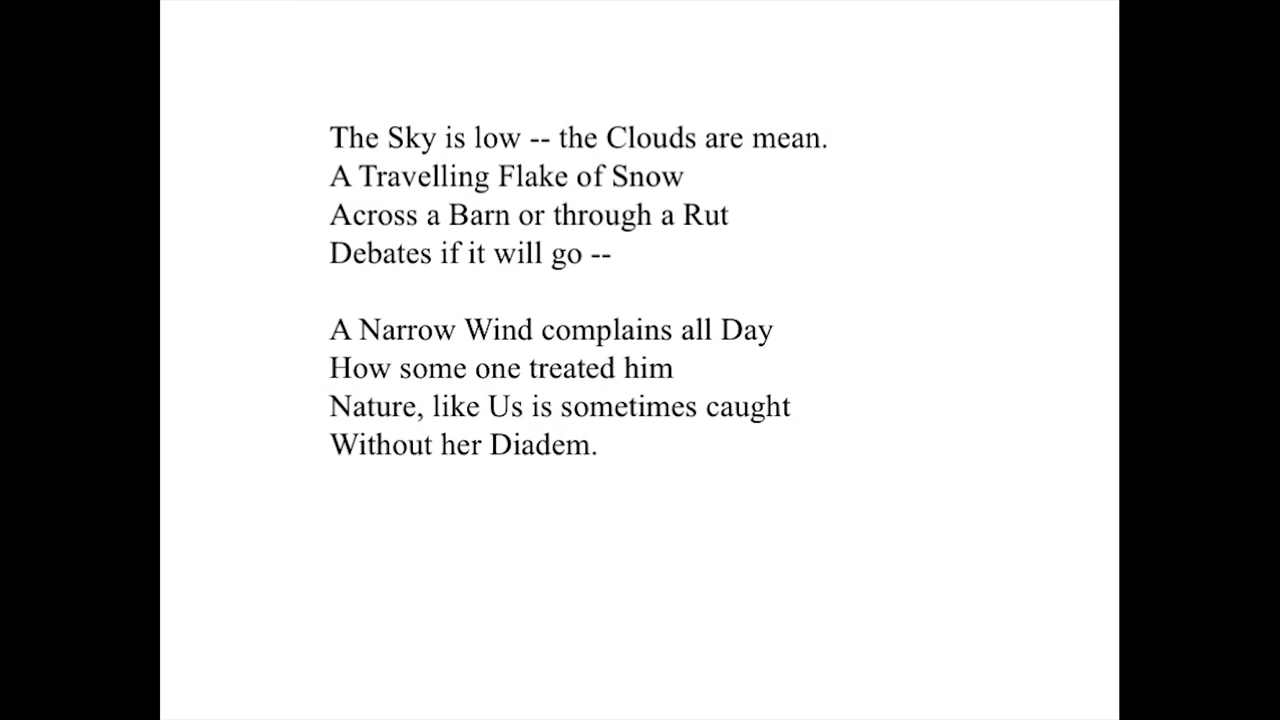 The Sky is low -- the Clouds are mean.
A Travelling Flake of Snow
Across a Barn or through a Rut
Debates if it will go --
A Narrow Wind complains all Day
How some one treated him
Nature, like Us is sometimes caught
Without her Diadem.